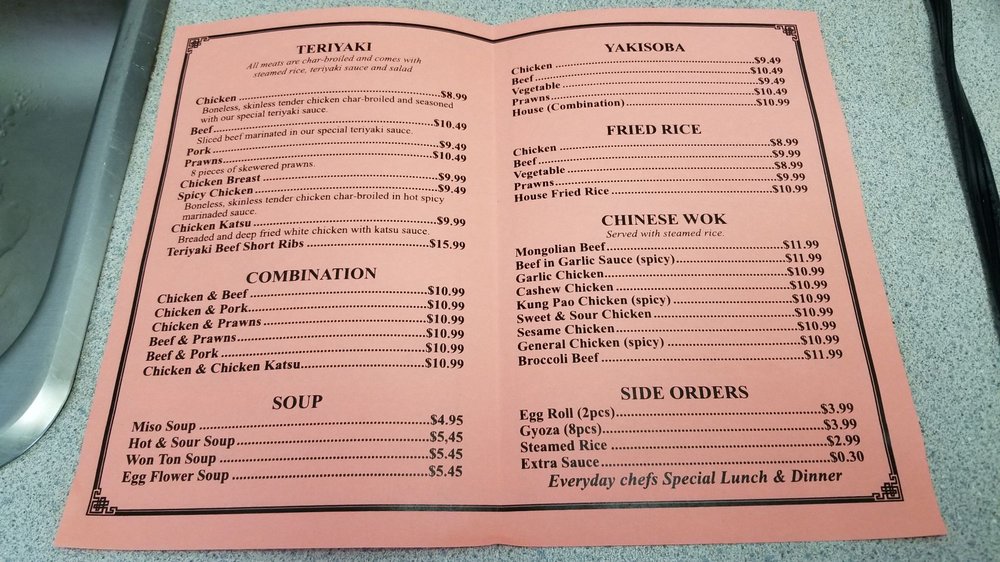 TERIYAKI
All meats are char-broiled and comes with
steamed rice, teriyaki sauce and salad
Chicken ........ $8.99
Boneless, skinless tender chicken char-broiled and seasoned
with our special teriyaki sauce.
Beef ........ $10.49
Sliced beef marinated in our special teriyaki sauce.
Pork ........ $9.49
Prawns ........ $10.49
8 pieces of skewered prawns.
Chicken Breast ........ $9.99
Spicy Chicken ........ $9.49
Boneless, skinless tender chicken char-broiled in hot spicy
marinaded sauce.
Chicken Katsu ........ $9.99
Breaded and deep fried white chicken with katsu sauce.
Teriyaki Beef Short Ribs ........ $15.99
COMBINATION
Chicken & Beef ........ $10.99
Chicken & Pork ........ $10.99
Chicken & Prawns ........ $10.99
Beef & Prawns ........ $10.99
Beef & Pork ........ $10.99
Chicken & Chicken Katsu ........ $10.99
SOUP
Miso Soup ........ $4.95
Hot & Sour Soup ........ $5,45
Won Ton Soup ........ $5.45
Egg Flower Soup ........ $5.45
YAKISOBA
Chicken ........ $9.49
Beef ........ $10.49
Vegetable ........ $9.49
Prawns ........ $10.49
House (Combination) ........ $10.99
FRIED RICE
Chicken ........ $8.99
Beef ........ $9.99
Vegetable ........ $8.99
Prawns ........ $9.99
House Fried Rice ........ $10.99
CHINESE WOK
Served with steamed rice.
Mongolian Beef ........ $11.99
Beef in Garlic Sauce (spicy) ........ $11.99
Garlic Chicken ........ $10.99
Cashew Chicken ........ $10.99
Kung Pao Chicken (spicy) ........ $10.99
Sweet & Sour Chicken ........ $10.99
Sesame Chicken ........ $10.99
General Chicken (spicy) ........ $10.99
Broccoli Beef ........ $11.99
SIDE ORDERS
Egg Roll (2pcs) ........ $3.99
Gyoza (8pcs) ........ $3.99
Steamed Rice ........ $2.99
Extra Sauce ........ $0.30
Everyday chefs Special Lunch & Dinner